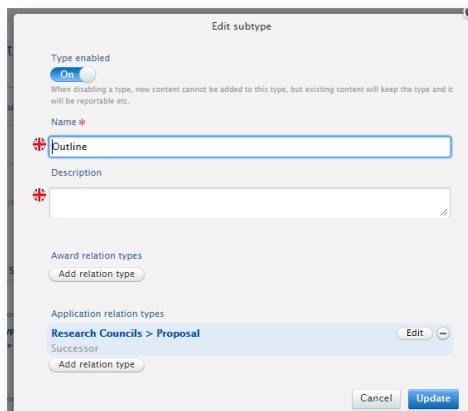 Edit subtype
Type enabled
On
When disabling a type, new content cannot be added to this type, but existing content will keep the type and it
will be reportable etc.
Name *
Outline
Description
Award relation types
Add relation type
Application relation types
Research Councils > Proposal
Edit
Successor
Add relation type
Cancel
Update